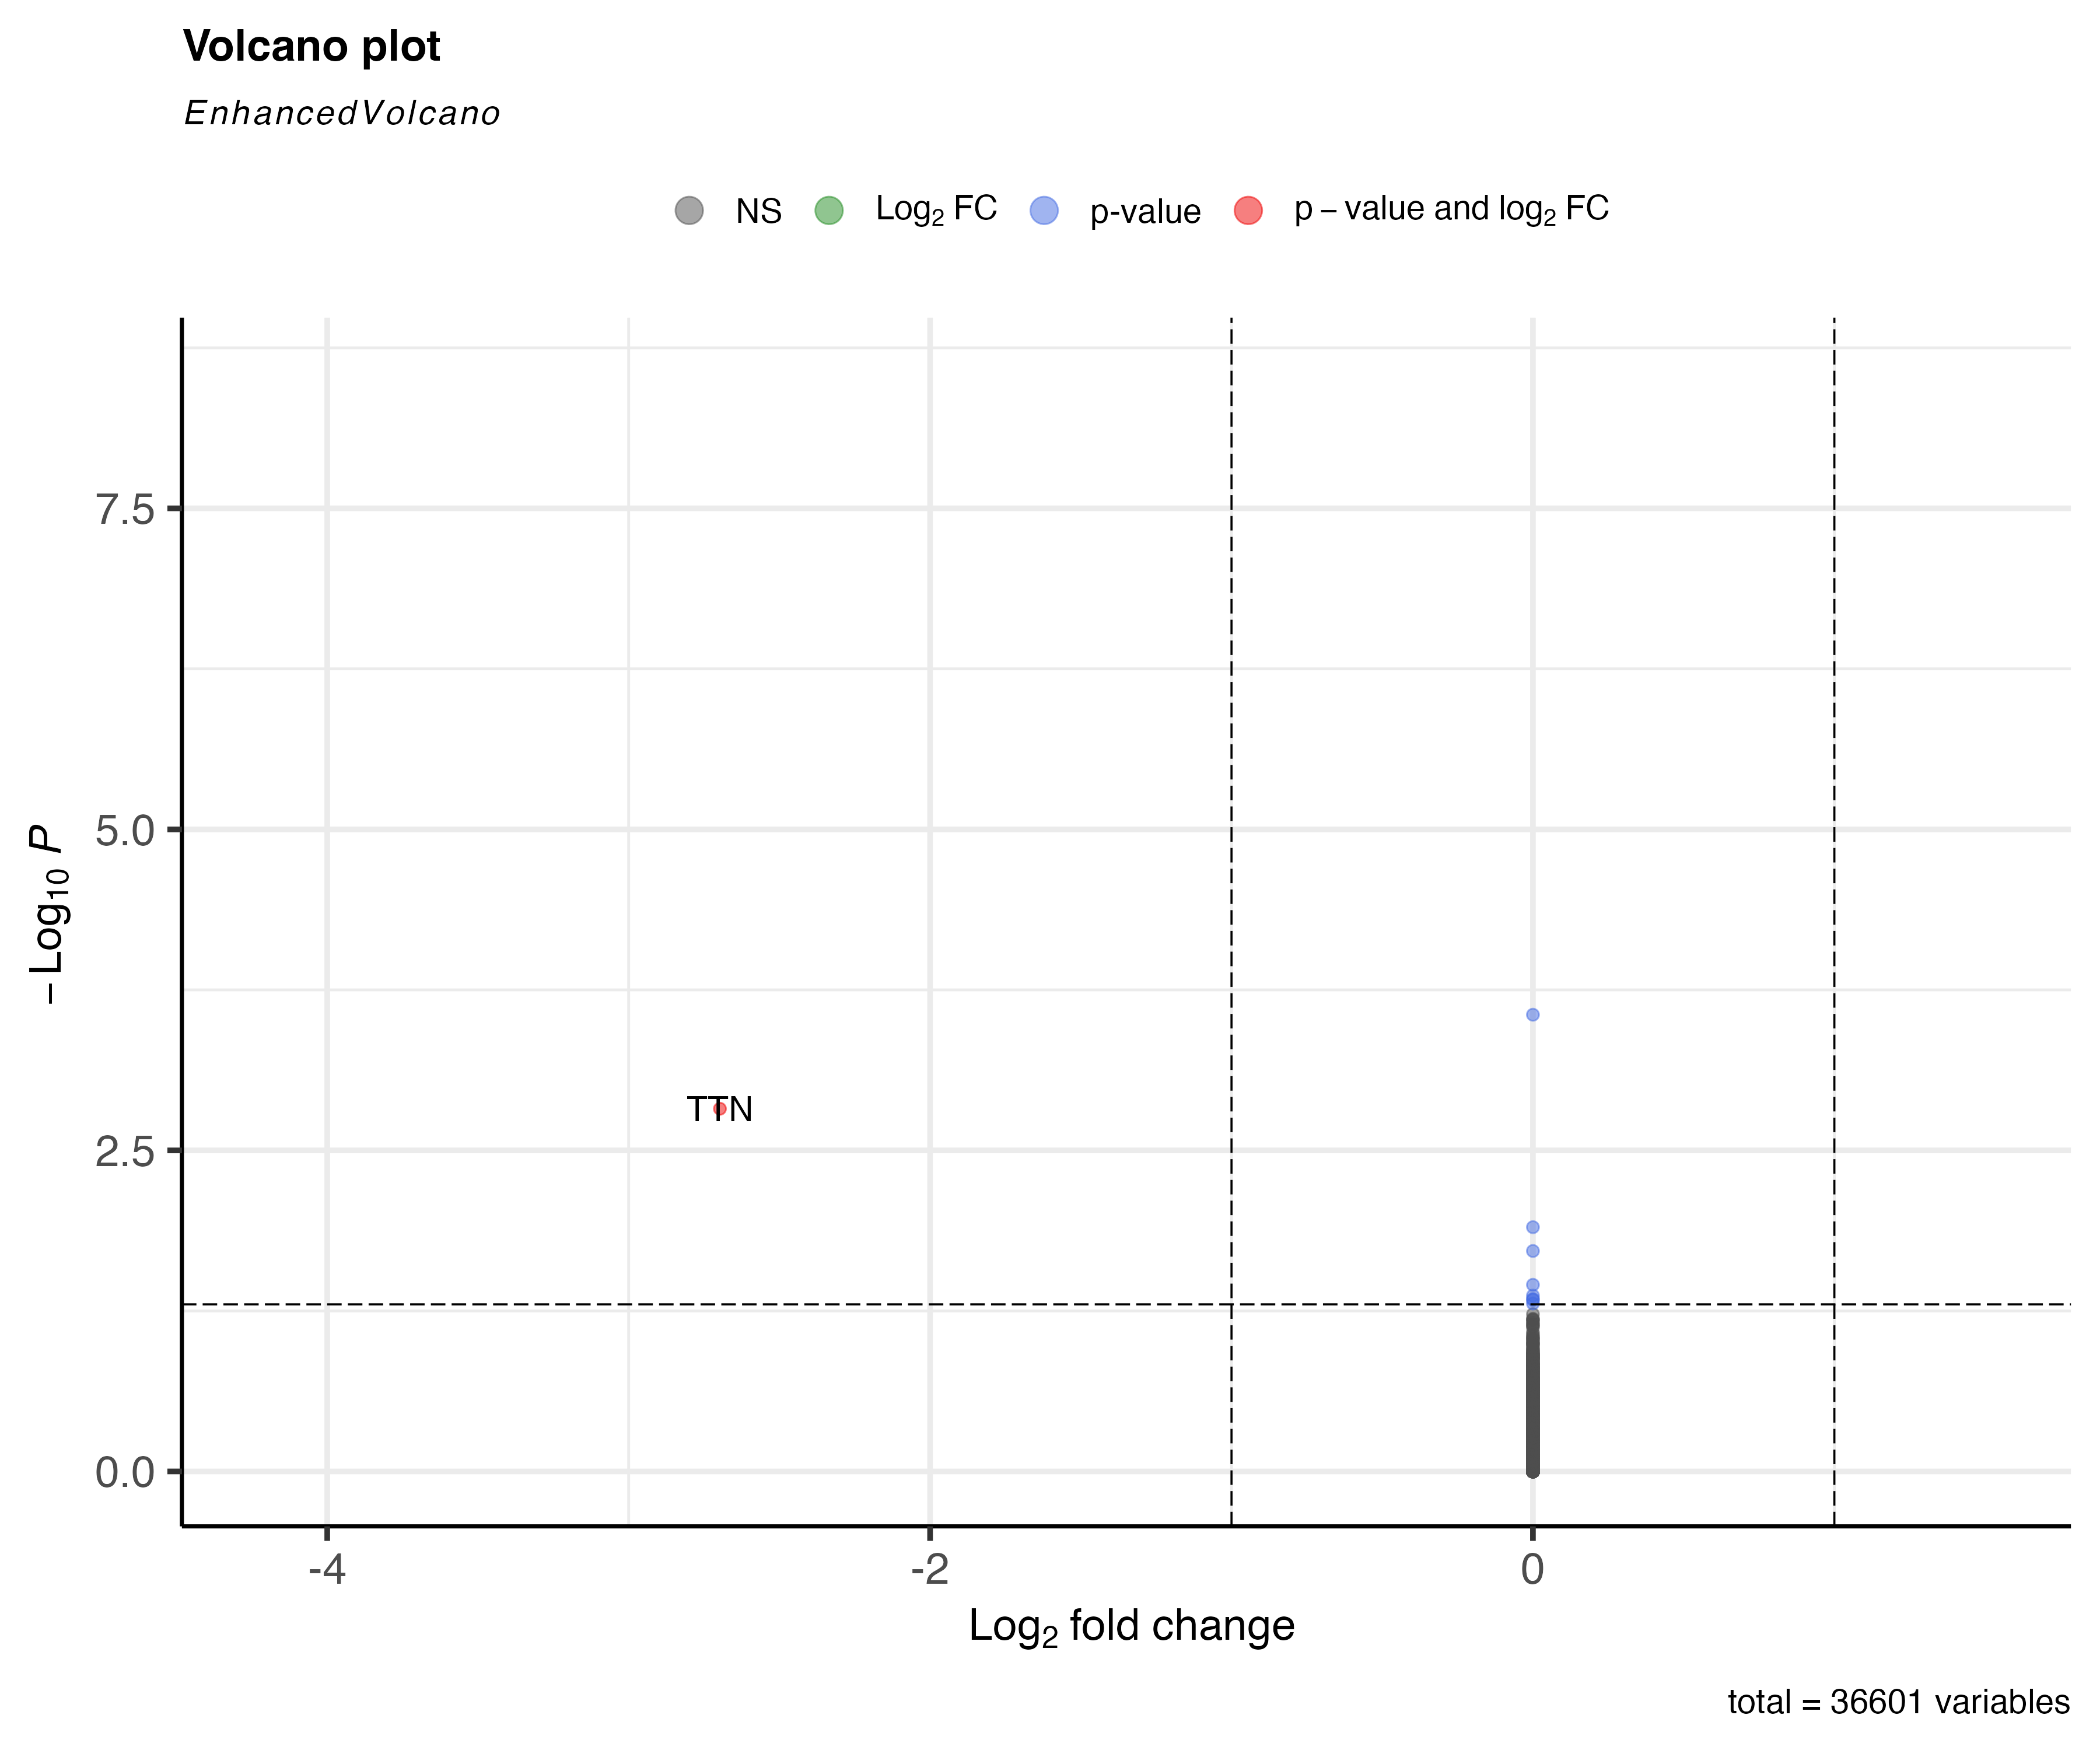 Volcano plot
EnhancedVolcano
NS Log2 FC p-value p – value and log2 FC
7.5
5.0
2.5
0.0
– Log10 P
TTN
-4 -2 0
Log2 fold change
total = 36601 variables